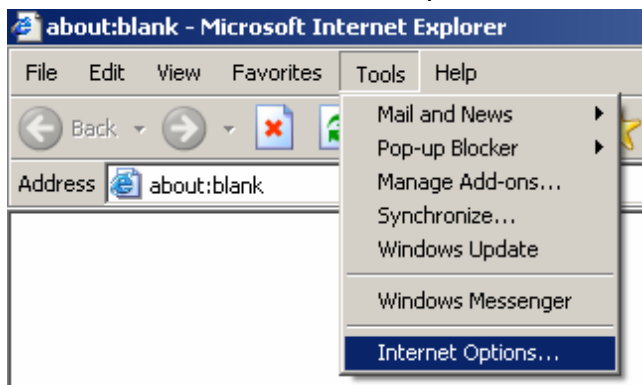 about:blank - Microsoft Internet Explorer
File Edit View Favorites Tools Help
Back
Address about:blank
Mail and News
Pop-up Blocker
Manage Add-ons...
Synchronize...
Windows Update
Windows Messenger
Internet Options...